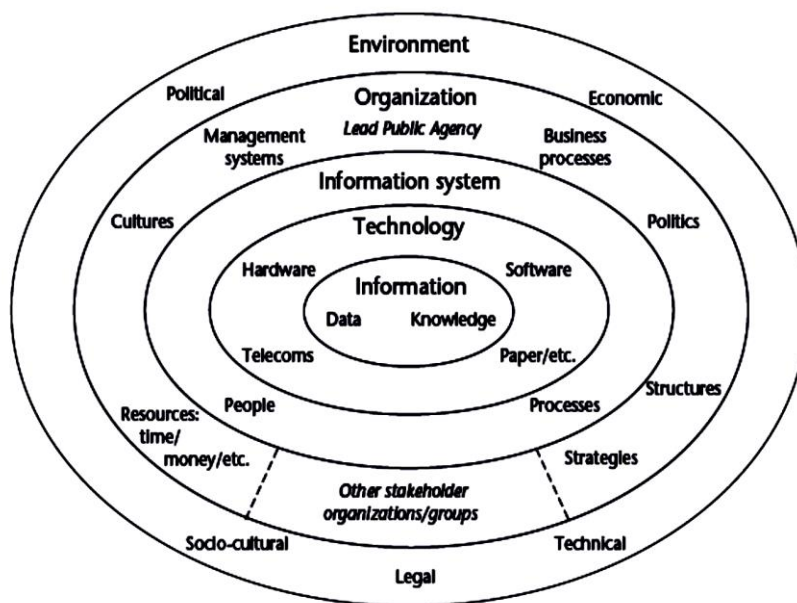 Environment
Political
Economic
Organization
Lead Public Agency
Management
systems
Business
processes
Information system
Cultures
Politics
Technology
Hardware
Software
Information
Data
Knowledge
Telecoms
Paper/etc.
People
Processes
Structures
Resources:
time/
money/etc.
Strategies
Other stakeholder
organizations/groups
Socio-cultural
Technical
Legal